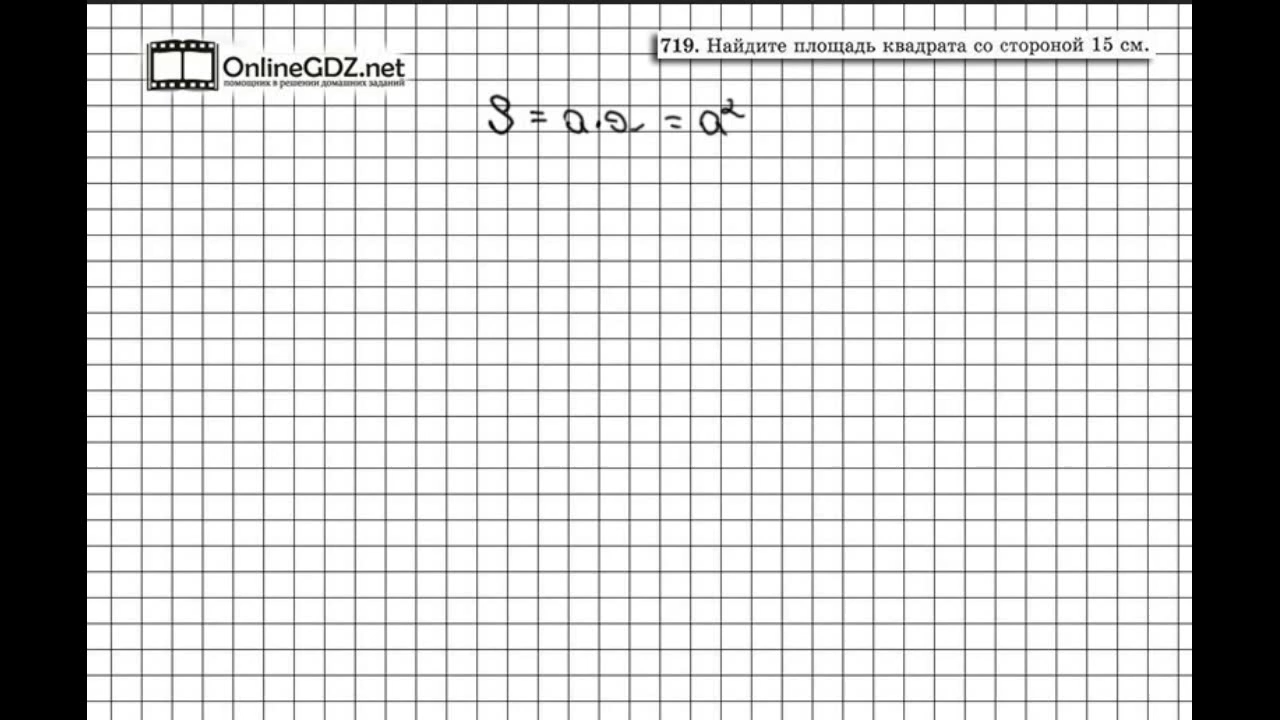 719. Найдите площадь квадрата со стороной 15 см.
OnlineGDZ.net
помощник в решении домашних заданий
S = a·a = a²